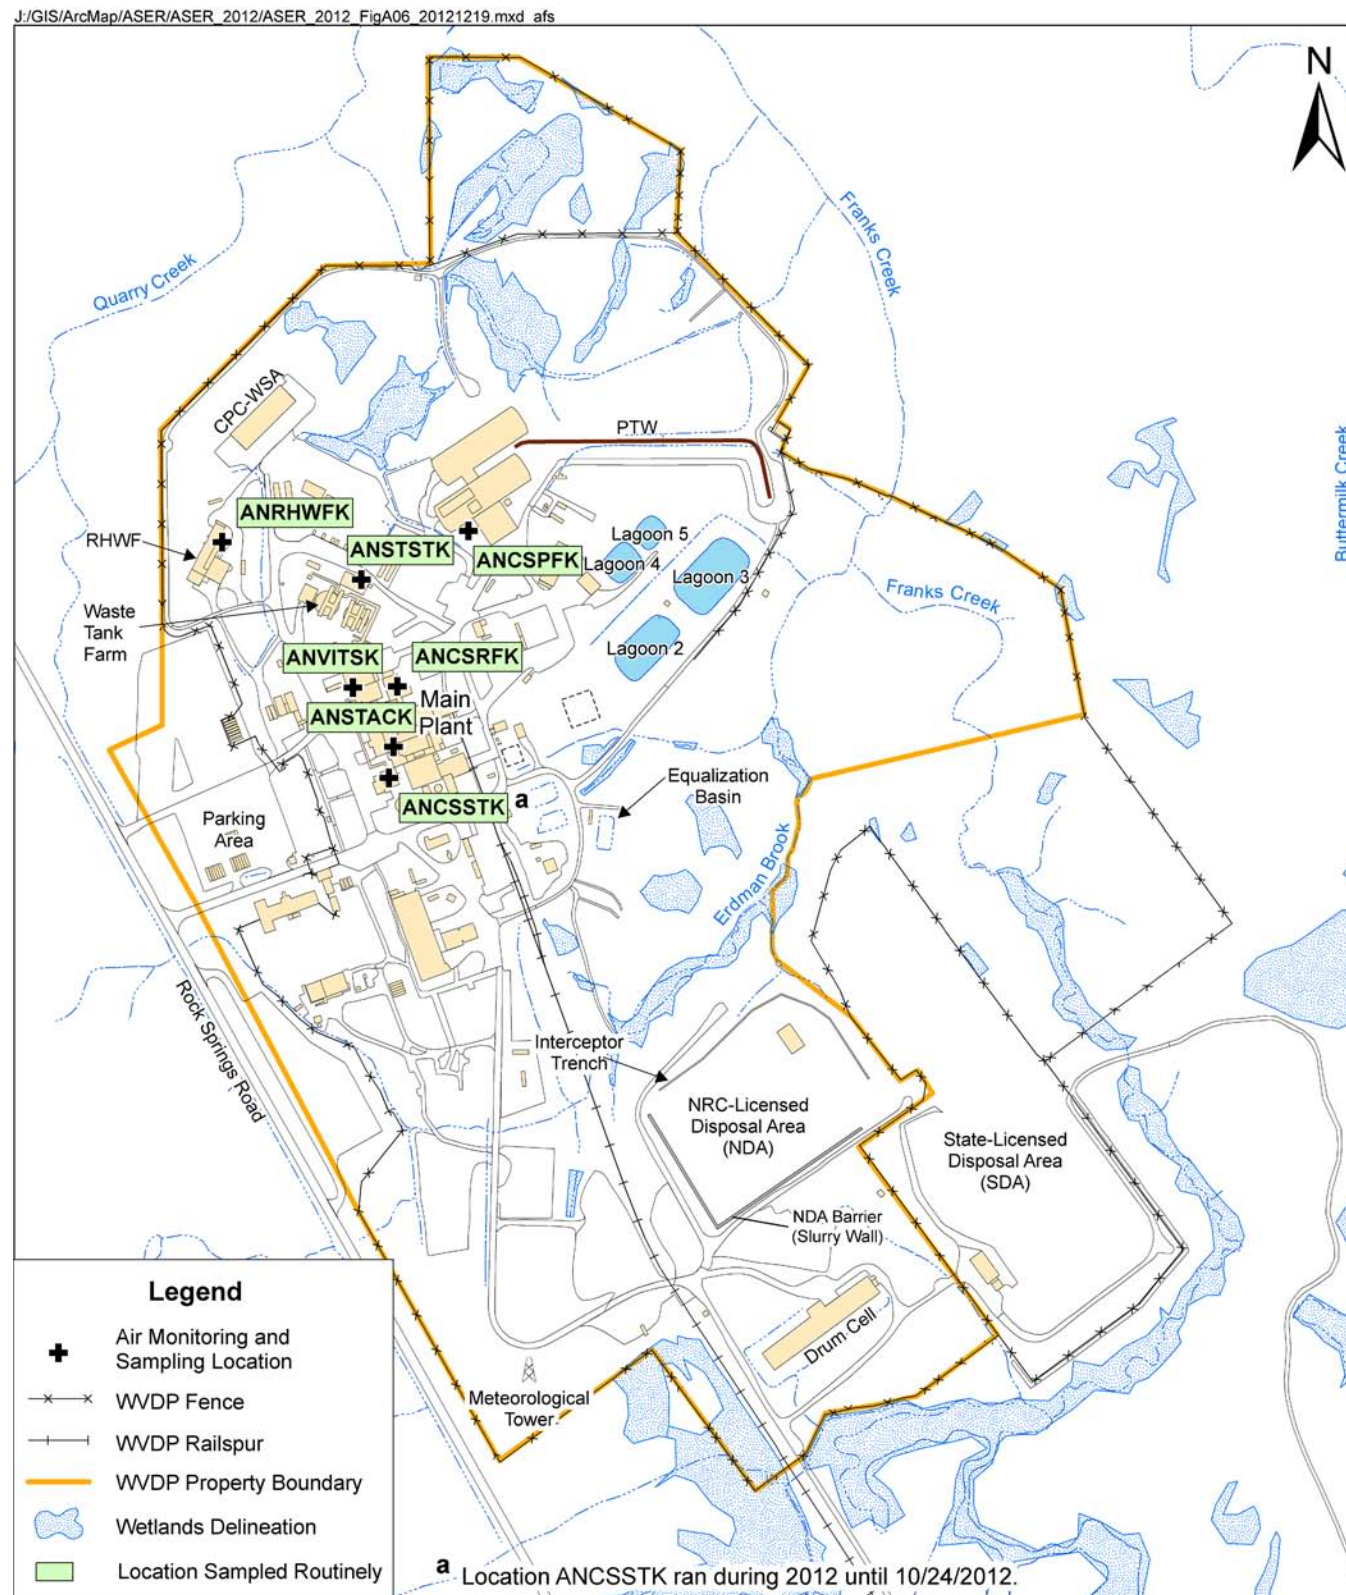 J:/GIS/ArcMap/ASER/ASER_2012/ASER_2012_FigA06_20121219.mxd afs
N
Quarry Creek
Franks Creek
CPC-WSA
PTW
Buttermilk Creek
ANRHWFK
RHWF
ANSTSTK
ANCSPFK
Lagoon 5
Lagoon 4
Lagoon 3
Franks Creek
Waste
Tank
Farm
Lagoon 2
ANVITSK
ANCSRFK
Main
Plant
ANSTACK
Equalization
Basin
ANCSSTK a
Parking
Area
Erdman Brook
Rock Springs Road
Interceptor
Trench
NRC-Licensed
Disposal Area
(NDA)
State-Licensed
Disposal Area
(SDA)
NDA Barrier
(Slurry Wall)
Drum Cell
Meteorological
Tower
Legend
Air Monitoring and
Sampling Location
WVDP Fence
WVDP Railspur
WVDP Property Boundary
Wetlands Delineation
Location Sampled Routinely
a Location ANCSSTK ran during 2012 until 10/24/2012.